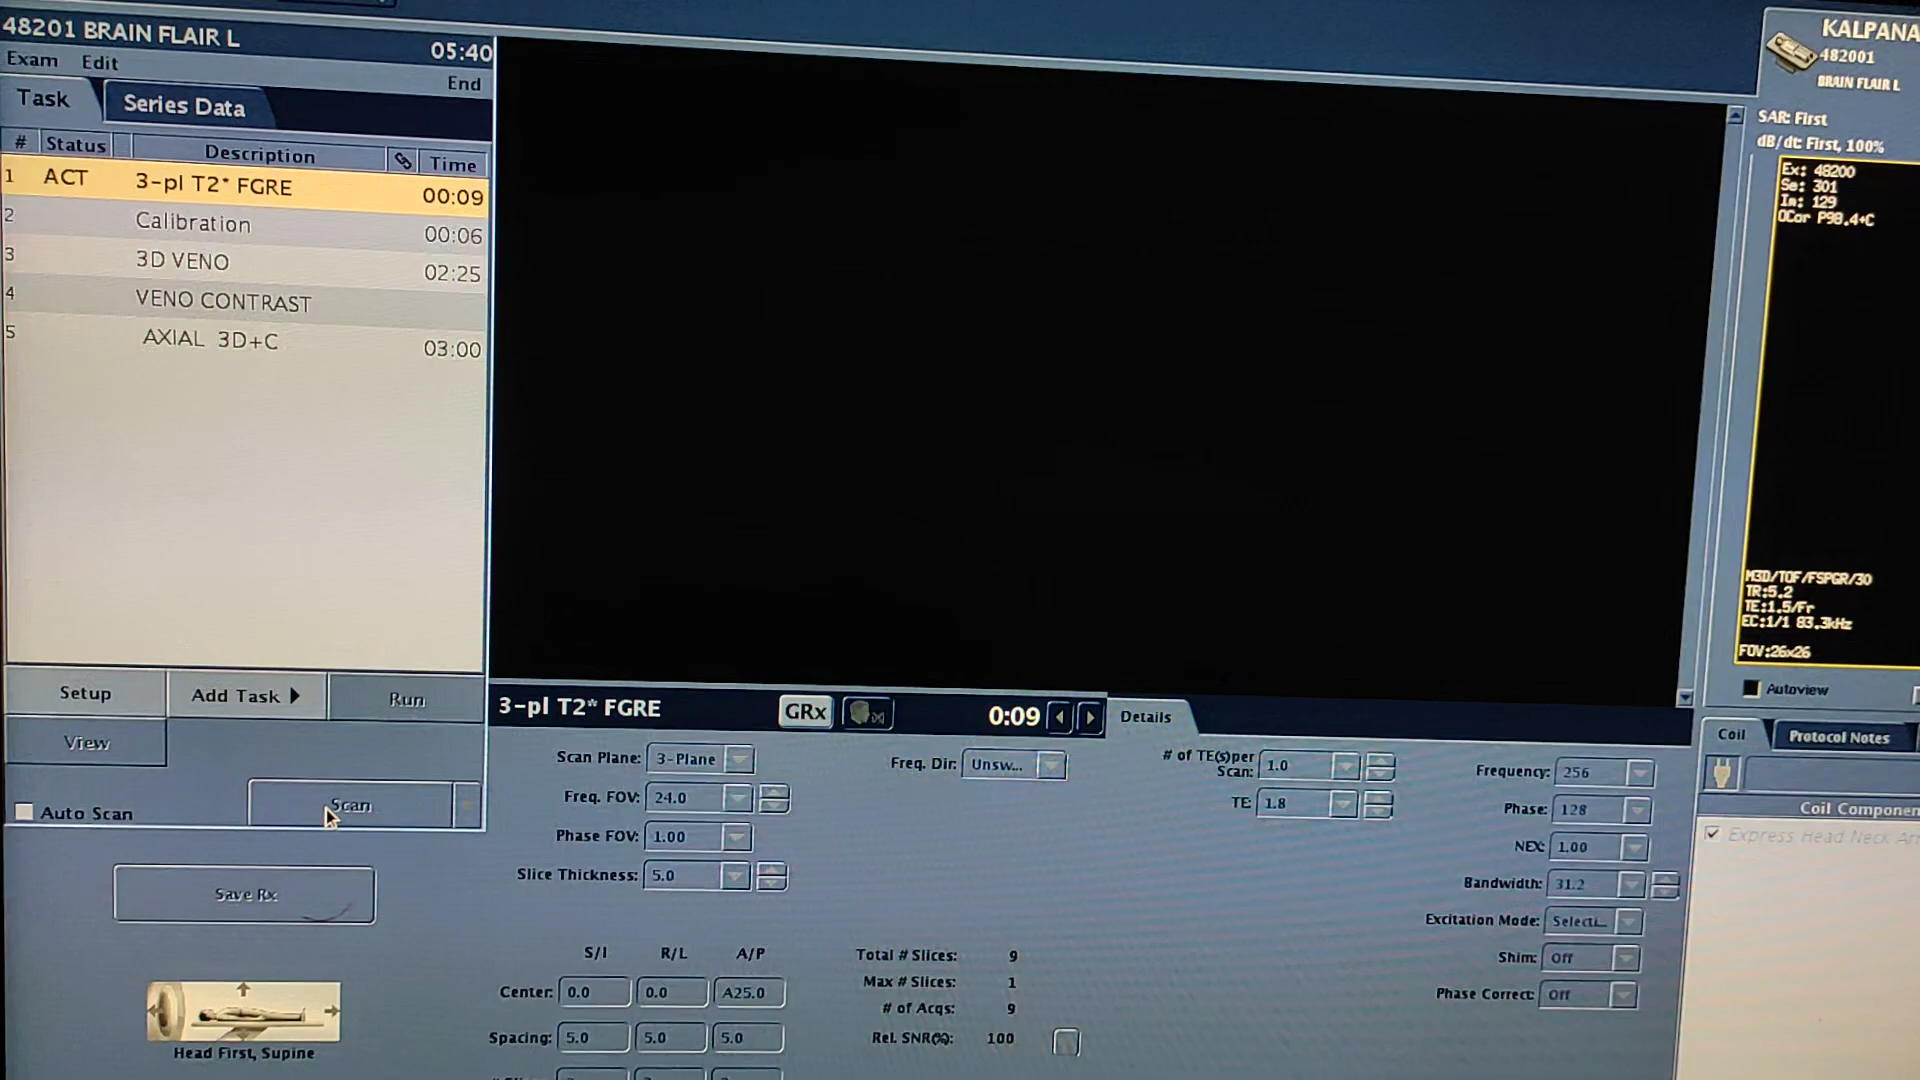 48201 BRAIN FLAIR L
05:40
Exam Edit
End
Task Series Data
# Status Description Time
1 ACT 3-pl T2* FGRE 00:09
2 Calibration 00:06
3 3D VENO 02:25
4 VENO CONTRAST
5 AXIAL 3D+C 03:00
Setup Add Task Run
View
Auto Scan Scan
Save Rx
Head First, Supine
3-pl T2* FGRE GRx 0:09 Details
Scan Plane: 3-Plane
Freq. FOV: 24.0
Phase FOV: 1.00
Slice Thickness: 5.0
Freq. Dir: Unsw...
# of TE(s)per
Scan: 1.0
TE: 1.8
Frequency: 256
Phase: 128
NEX: 1.00
Bandwidth: 31.2
Excitation Mode: Selecti...
Shim: Off
Phase Correct: Off
S/I R/L A/P
Center: 0.0 0.0 A25.0
Spacing: 5.0 5.0 5.0
Total # Slices: 9
Max # Slices: 1
# of Acqs: 9
Rel. SNR(%): 100
KALPANA
482001
BRAIN FLAIR L
SAR: First
dB/dt: First, 100%
Ex: 48200
Se: 301
Im: 129
OCor P98.4+C
M3D/TOF/FSPGR/30
TR:5.2
TE:1.5/Fr
EC:1/1 83.3kHz
FOV:26x26
Autoview
Coil Protocol Notes
Coil Componen
Express Head Neck Ar